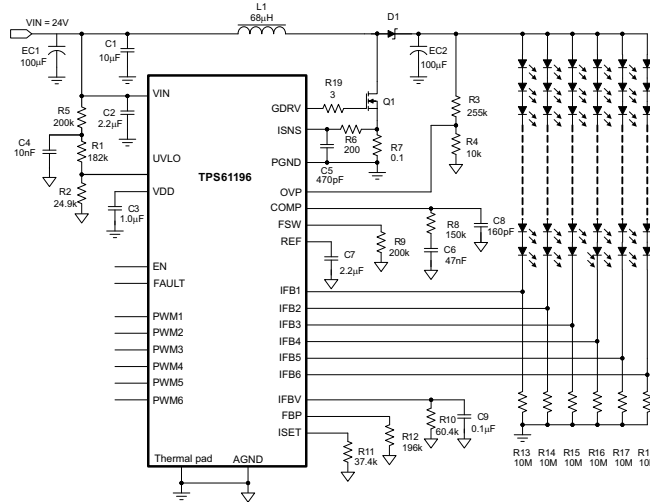 L1
68µH
D1
VIN = 24V
EC1
100µF
C1
10µF
EC2
100µF
R19
3
Q1
R3
255k
R4
10k
R5
200k
C2
2.2µF
C4
10nF
R1
182k
R2
24.9k
C3
1.0µF
VIN
UVLO
VDD
EN
FAULT
PWM1
PWM2
PWM3
PWM4
PWM5
PWM6
Thermal pad
AGND
TPS61196
GDRV
ISNS
PGND
OVP
COMP
FSW
REF
IFB1
IFB2
IFB3
IFB4
IFB5
IFB6
IFBV
FBP
ISET
R6
200
R7
0.1
C5
470pF
R8
150k
C8
160pF
C6
47nF
R9
200k
C7
2.2µF
R10
60.4k
C9
0.1µF
R12
196k
R11
37.4k
R13
10M
R14
10M
R15
10M
R16
10M
R17
10M